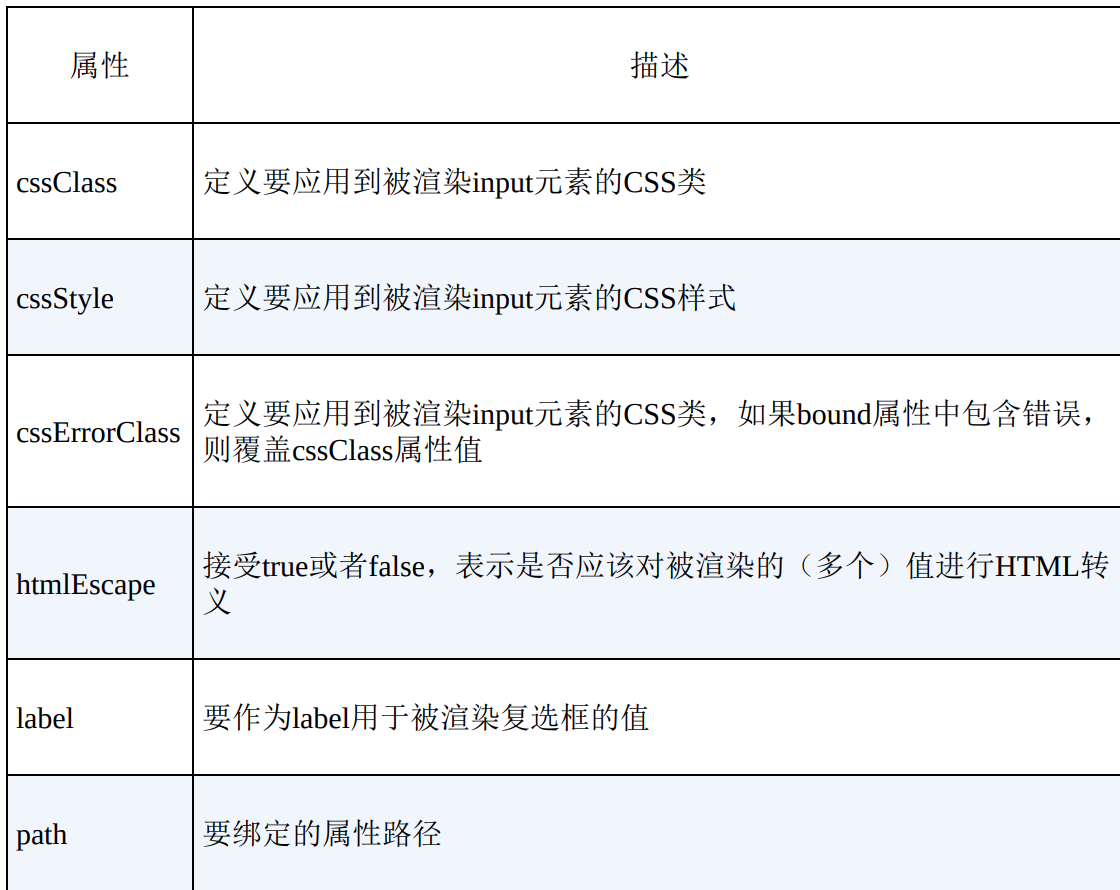 属性
描述
cssClass
定义要应用到被渲染input元素的CSS类
cssStyle
定义要应用到被渲染input元素的CSS样式
cssErrorClass
定义要应用到被渲染input元素的CSS类，如果bound属性中包含错误，
则覆盖cssClass属性值
htmlEscape
接受true或者false，表示是否应该对被渲染的（多个）值进行HTML转
义
label
要作为label用于被渲染复选框的值
path
要绑定的属性路径